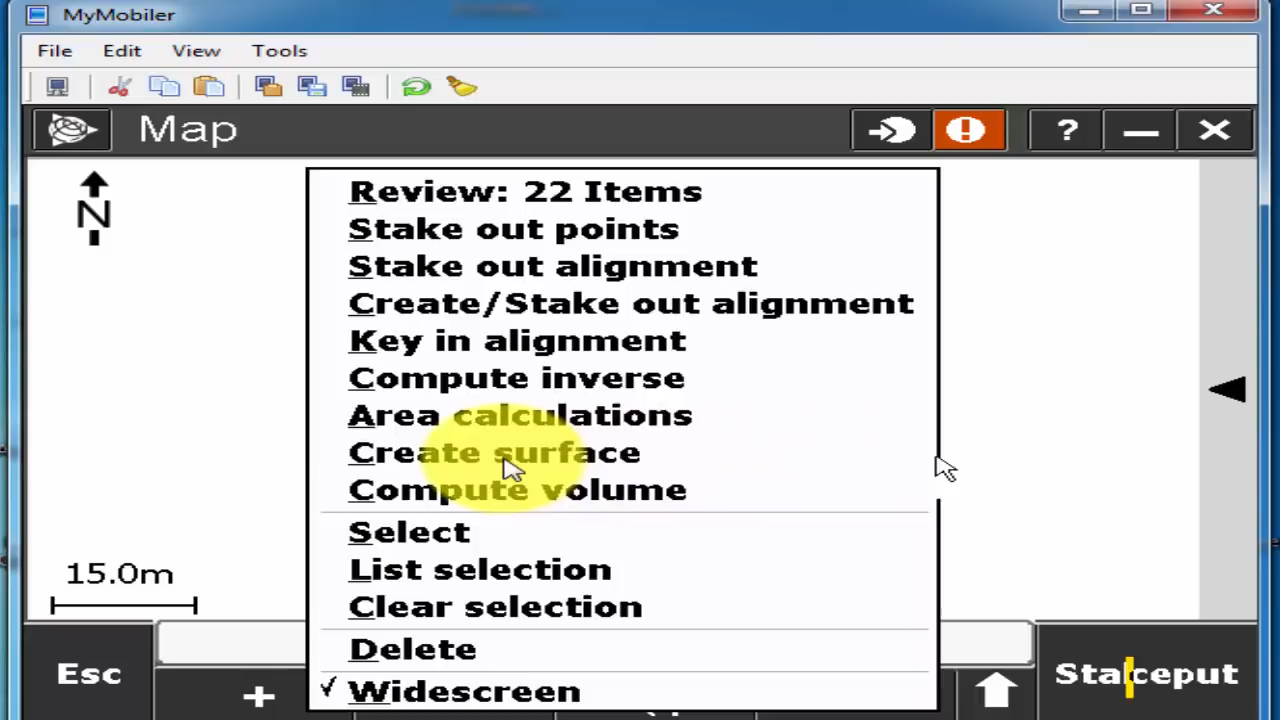 MyMobiler
File Edit View Tools
Map
?
N
Review: 22 Items
Stake out points
Stake out alignment
Create/Stake out alignment
Key in alignment
Compute inverse
Area calculations
Create surface
Compute volume
Select
List selection
Clear selection
Delete
✓ Widescreen
15.0m
Esc